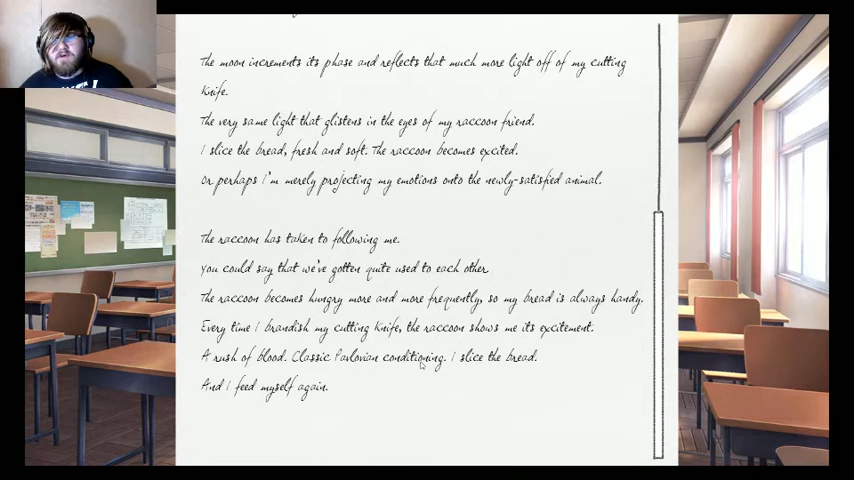 The moon increments its phase and reflects that much more light off of my cutting
knife.
The very same light that glistens in the eyes of my raccoon friend.
I slice the bread, fresh and soft. The raccoon becomes excited.
Or perhaps I'm merely projecting my emotions onto the newly-satisfied animal.
The raccoon has taken to following me.
You could say that we've gotten quite used to each other.
The raccoon becomes hungry more and more frequently, so my bread is always handy.
Every time I brandish my cutting knife, the raccoon shows me its excitement.
A rush of blood. Classic Pavlovian conditioning. I slice the bread.
And I feed myself again.